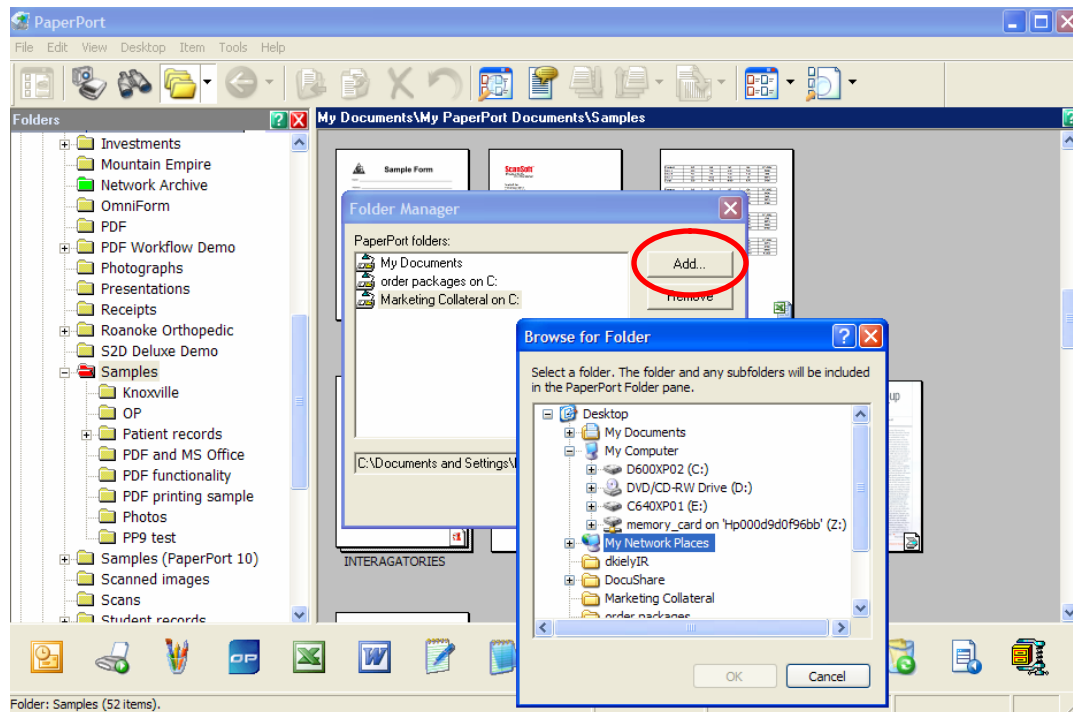 PaperPort
File Edit View Desktop Item Tools Help
Folders
My Documents\My PaperPort Documents\Samples
Investments
Mountain Empire
Network Archive
OmniForm
PDF
PDF Workflow Demo
Photographs
Presentations
Receipts
Roanoke Orthopedic
S2D Deluxe Demo
Samples
Knoxville
OP
Patient records
PDF and MS Office
PDF functionality
PDF printing sample
Photos
PP9 test
Samples (PaperPort 10)
Scanned images
Scans
Student records
Sample Form
ScanSoft
Folder Manager
PaperPort folders:
My Documents
order packages on C:
Marketing Collateral on C:
Add...
Remove
C:\Documents and Settings\
INTERAGATORIES
up
Browse for Folder
Select a folder. The folder and any subfolders will be included
in the PaperPort Folder pane.
Desktop
My Documents
My Computer
D600XP02 (C:)
DVD/CD-RW Drive (D:)
C640XP01 (E:)
memory_card on 'Hp000d9d0f96bb' (Z:)
My Network Places
dkielyIR
DocuShare
Marketing Collateral
order packages
OK Cancel
OP
Folder: Samples (52 items).